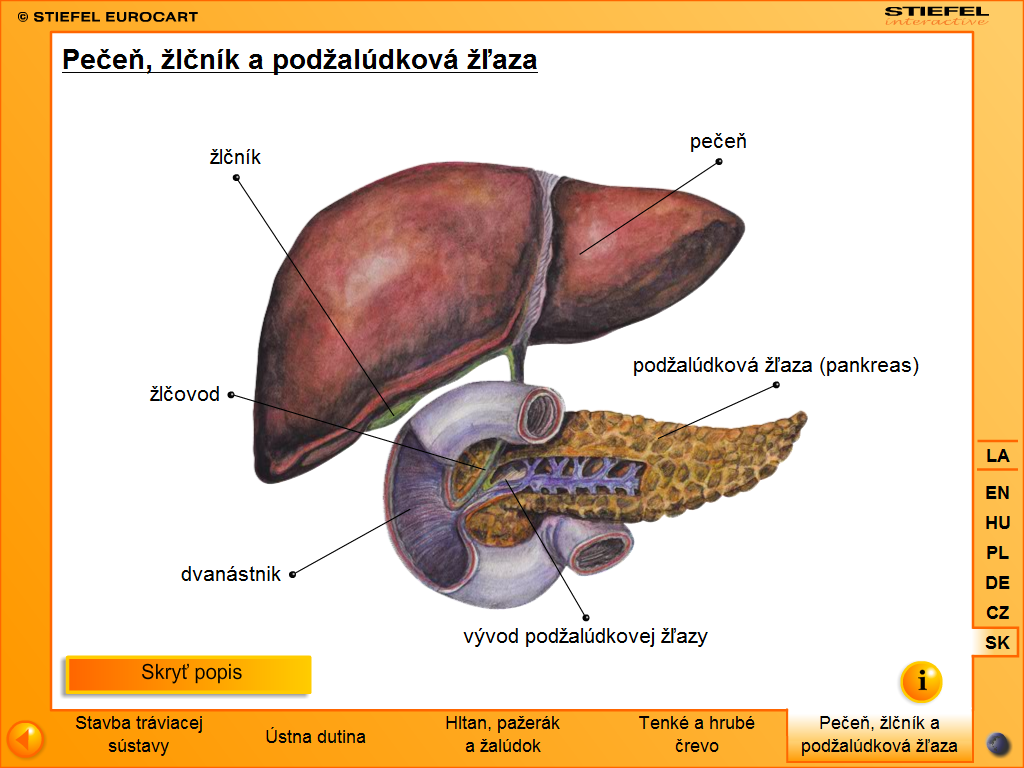 © STIEFEL EUROCART
STIEFEL
interactive
Pečeň, žlčník a podžalúdková žľaza
žlčník
pečeň
podžalúdková žľaza (pankreas)
žlčovod
dvanástnik
vývod podžalúdkovej žľazy
LA
EN
HU
PL
DE
CZ
SK
Skryť popis
i
Stavba tráviacej
sústavy
Ústna dutina
Hltan, pažerák
a žalúdok
Tenké a hrubé
črevo
Pečeň, žlčník a
podžalúdková žľaza